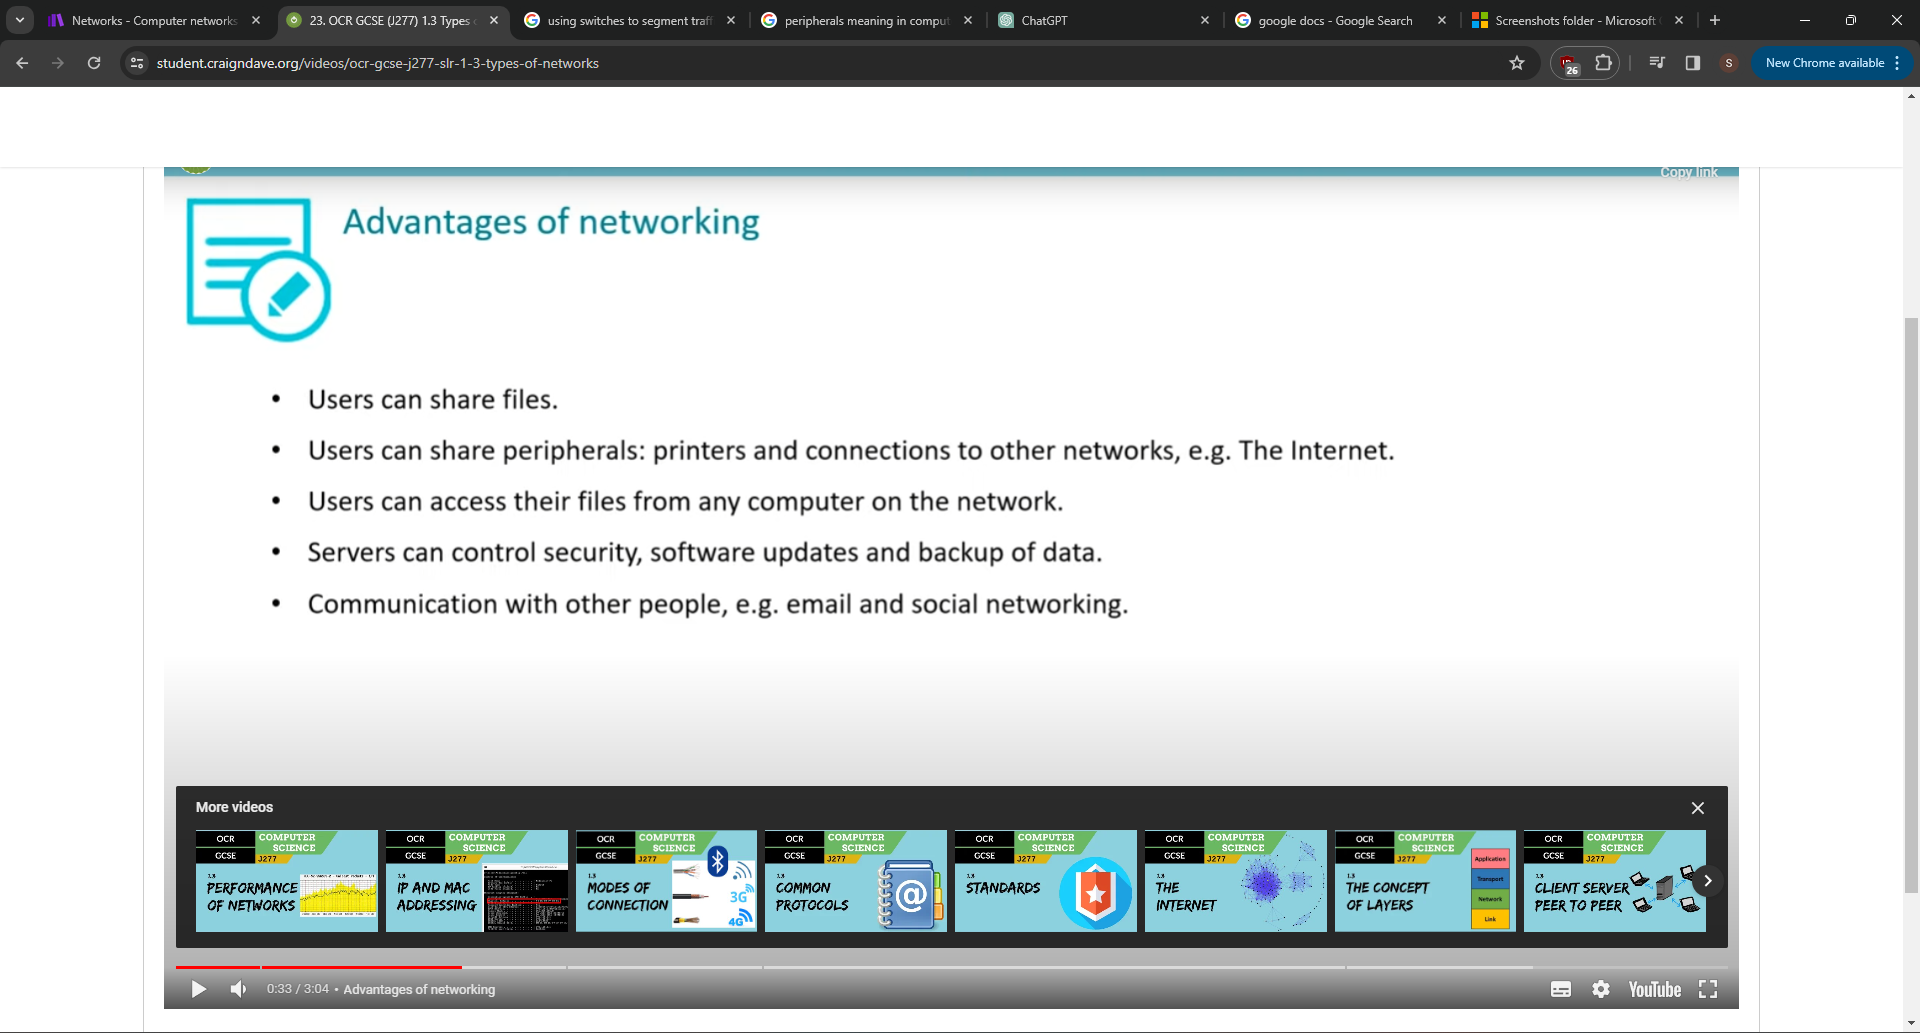 Networks - Computer networks
23. OCR GCSE (J277) 1.3 Types
using switches to segment traff
peripherals meaning in comput
ChatGPT
google docs - Google Search
Screenshots folder - Microsoft
student.craigndave.org/videos/ocr-gcse-j277-slr-1-3-types-of-networks
26
S
New Chrome available
Copy link
Advantages of networking
• Users can share files.
• Users can share peripherals: printers and connections to other networks, e.g. The Internet.
• Users can access their files from any computer on the network.
• Servers can control security, software updates and backup of data.
• Communication with other people, e.g. email and social networking.
More videos
OCR GCSE COMPUTER SCIENCE J277
1.3
PERFORMANCE
OF NETWORKS
OCR GCSE COMPUTER SCIENCE J277
1.3
IP AND MAC
ADDRESSING
OCR GCSE COMPUTER SCIENCE J277
1.3
MODES OF
CONNECTION
3G
4G
OCR GCSE COMPUTER SCIENCE J277
1.3
COMMON
PROTOCOLS
@
OCR GCSE COMPUTER SCIENCE J277
1.3
STANDARDS
OCR GCSE COMPUTER SCIENCE J277
1.3
THE
INTERNET
OCR GCSE COMPUTER SCIENCE J277
1.3
THE CONCEPT
OF LAYERS
Application
Transport
Network
Link
OCR GCSE COMPUTER SCIENCE J277
1.3
CLIENT SERVER
PEER TO PEER
0:33 / 3:04 • Advantages of networking
YouTube